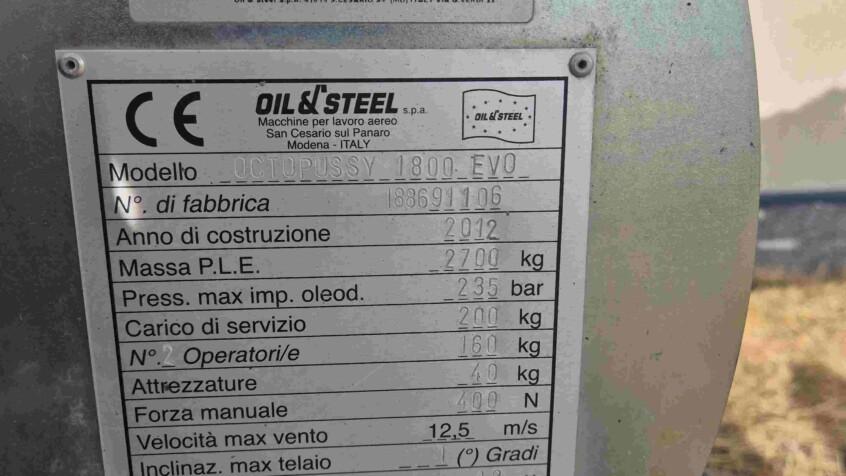 CE
OIL & STEEL s.p.a.
Macchine per lavoro aereo
San Cesario sul Panaro
Modena - ITALY
OIL & STEEL
Modello OCTOPUSSY 1800 EVO
N°. di fabbrica 188691106
Anno di costruzione 2012
Massa P.L.E. 2700 kg
Press. max imp. oleod. 235 bar
Carico di servizio 200 kg
N°. 2 Operatori/e 160 kg
Attrezzature 40 kg
Forza manuale 400 N
Velocità max vento 12,5 m/s
Inclinaz. max telaio 1 (°) Gradi